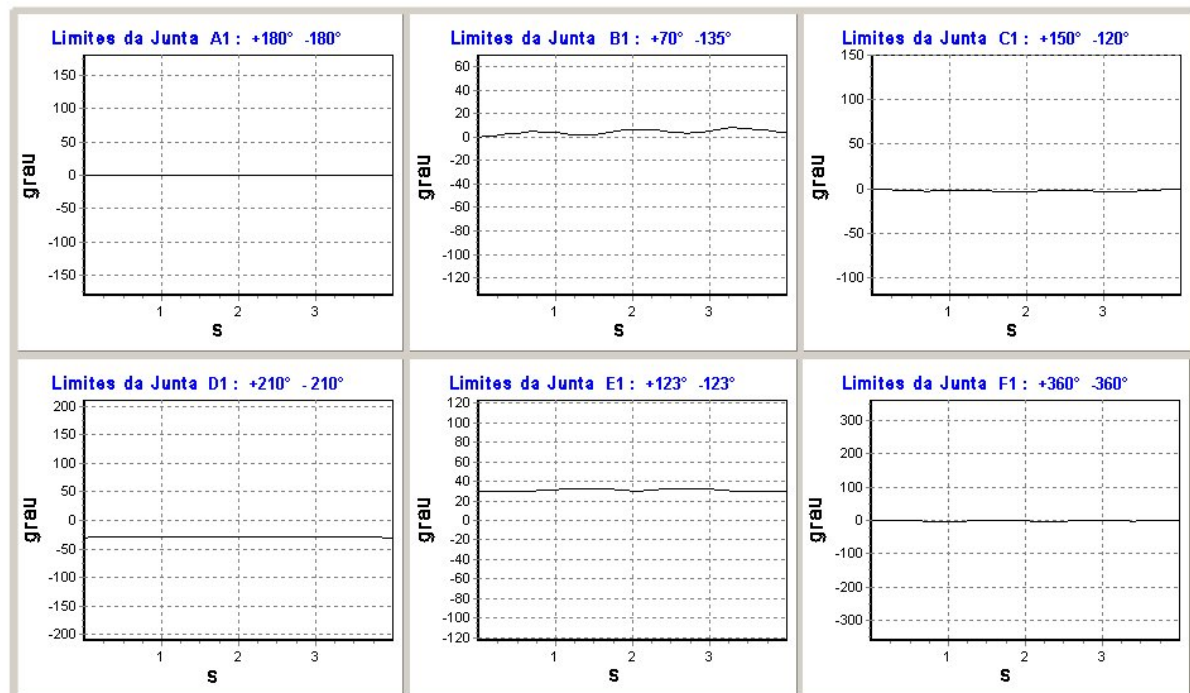 Limites da Junta A1 : +180° -180°
150
100
50
0
-50
-100
-150
grau
1 2 3
s
Limites da Junta B1 : +70° -135°
60
40
20
0
-20
-40
-60
-80
-100
-120
grau
1 2 3
s
Limites da Junta C1 : +150° -120°
150
100
50
0
-50
-100
grau
1 2 3
s
Limites da Junta D1 : +210° -210°
200
150
100
50
0
-50
-100
-150
-200
grau
1 2 3
s
Limites da Junta E1 : +123° -123°
120
100
80
60
40
20
0
-20
-40
-60
-80
-100
-120
grau
1 2 3
s
Limites da Junta F1 : +360° -360°
300
200
100
0
-100
-200
-300
grau
1 2 3
s